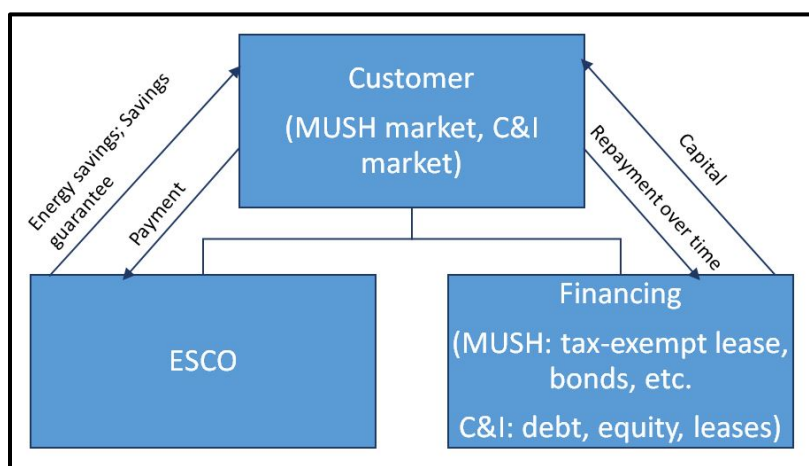 Customer
(MUSH market, C&I
market)
Energy savings; Savings
guarantee
Payment
Repayment over time
Capital
ESCO
Financing
(MUSH: tax-exempt lease,
bonds, etc.
C&I: debt, equity, leases)